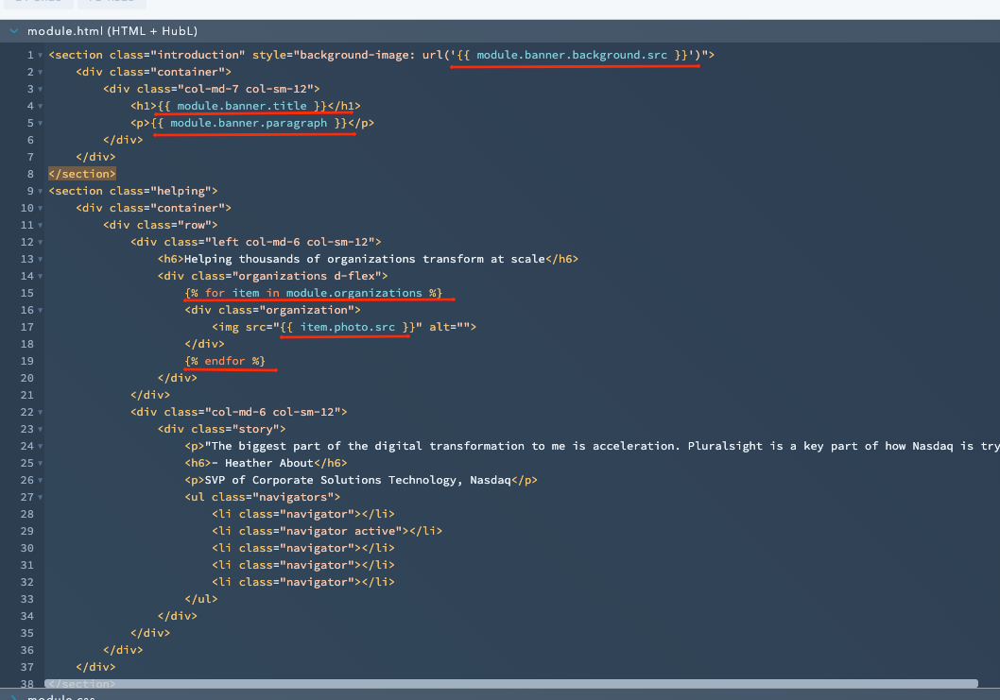 module.html (HTML + HubL)
1 <section class="introduction" style="background-image: url('{{ module.banner.background.src }}')">
2 <div class="container">
3 <div class="col-md-7 col-sm-12">
4 <h1>{{ module.banner.title }}</h1>
5 <p>{{ module.banner.paragraph }}</p>
6 </div>
7 </div>
8 </section>
9 <section class="helping">
10 <div class="container">
11 <div class="row">
12 <div class="left col-md-6 col-sm-12">
13 <h6>Helping thousands of organizations transform at scale</h6>
14 <div class="organizations d-flex">
15 {% for item in module.organizations %}
16 <div class="organization">
17 <img src="{{ item.photo.src }}" alt="">
18 </div>
19 {% endfor %}
20 </div>
21 </div>
22 <div class="col-md-6 col-sm-12">
23 <div class="story">
24 <p>"The biggest part of the digital transformation to me is acceleration. Pluralsight is a key part of how Nasdaq is try
25 <h6>- Heather About</h6>
26 <p>SVP of Corporate Solutions Technology, Nasdaq</p>
27 <ul class="navigators">
28 <li class="navigator"></li>
29 <li class="navigator active"></li>
30 <li class="navigator"></li>
31 <li class="navigator"></li>
32 <li class="navigator"></li>
33 </ul>
34 </div>
35 </div>
36 </div>
37 </div>
38 </section>
module.css